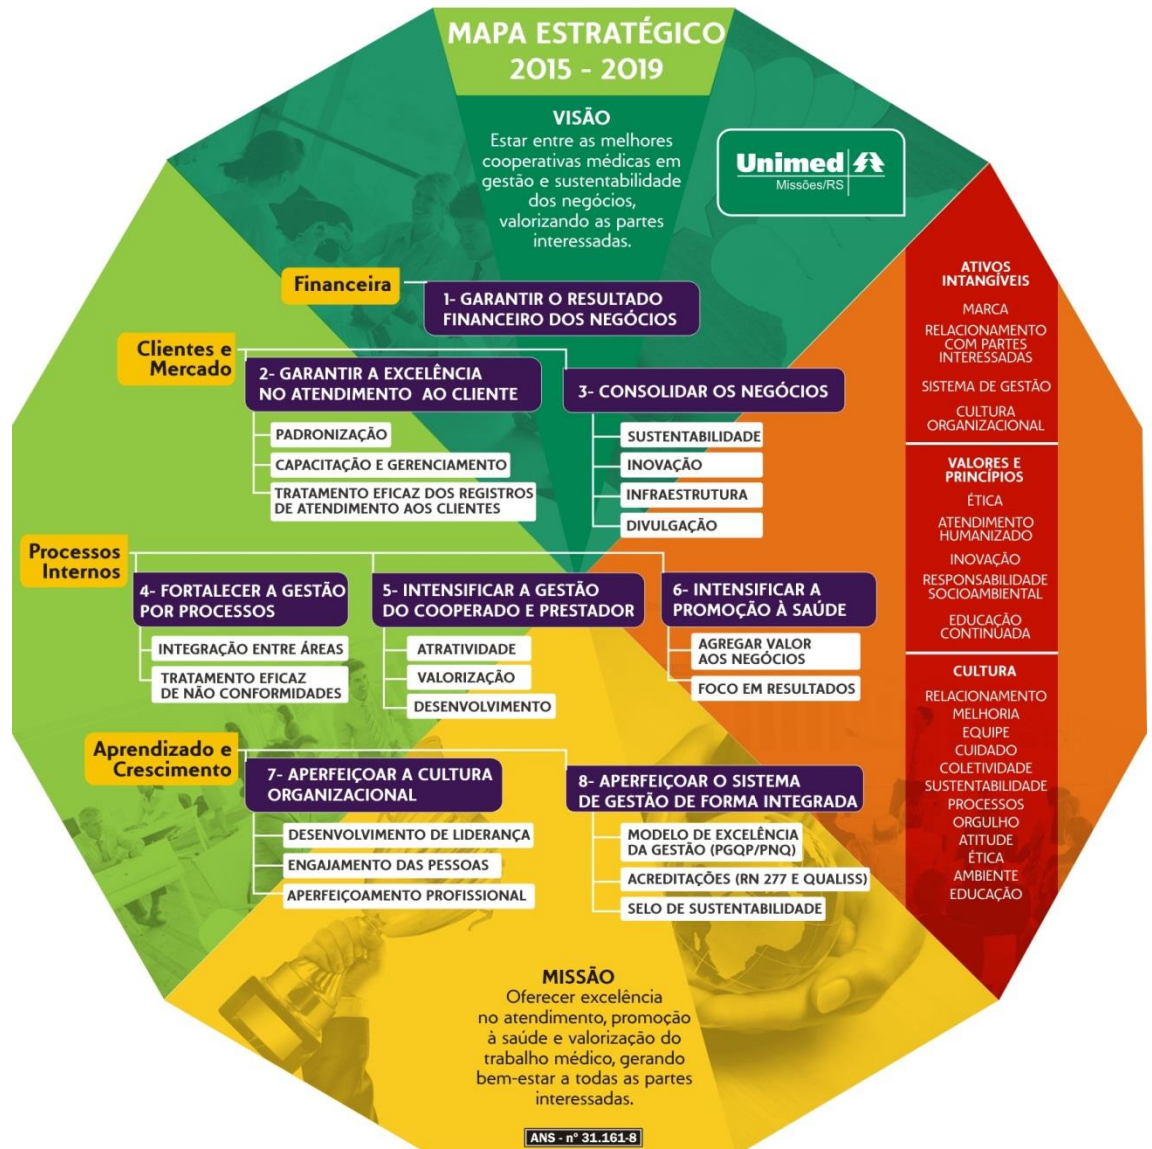 MAPA ESTRATÉGICO
2015 - 2019
VISÃO
Estar entre as melhores
cooperativas médicas em
gestão e sustentabilidade
dos negócios,
valorizando as partes
interessadas.
Unimed
Missões/RS
Financeira
1- GARANTIR O RESULTADO
FINANCEIRO DOS NEGÓCIOS
Clientes e
Mercado
2- GARANTIR A EXCELÊNCIA
NO ATENDIMENTO AO CLIENTE
PADRONIZAÇÃO
CAPACITAÇÃO E GERENCIAMENTO
TRATAMENTO EFICAZ DOS REGISTROS
DE ATENDIMENTO AOS CLIENTES
3- CONSOLIDAR OS NEGÓCIOS
SUSTENTABILIDADE
INOVAÇÃO
INFRAESTRUTURA
DIVULGAÇÃO
Processos
Internos
4- FORTALECER A GESTÃO
POR PROCESSOS
INTEGRAÇÃO ENTRE ÁREAS
TRATAMENTO EFICAZ
DE NÃO CONFORMIDADES
5- INTENSIFICAR A GESTÃO
DO COOPERADO E PRESTADOR
ATRATIVIDADE
VALORIZAÇÃO
DESENVOLVIMENTO
6- INTENSIFICAR A
PROMOÇÃO À SAÚDE
AGREGAR VALOR
AOS NEGÓCIOS
FOCO EM RESULTADOS
Aprendizado e
Crescimento
7- APERFEIÇOAR A CULTURA
ORGANIZACIONAL
DESENVOLVIMENTO DE LIDERANÇA
ENGAJAMENTO DAS PESSOAS
APERFEIÇOAMENTO PROFISSIONAL
8- APERFEIÇOAR O SISTEMA
DE GESTÃO DE FORMA INTEGRADA
MODELO DE EXCELÊNCIA
DA GESTÃO (PGQP/PNQ)
ACREDITAÇÕES (RN 277 E QUALISS)
SELO DE SUSTENTABILIDADE
ATIVOS
INTANGÍVEIS
MARCA
RELACIONAMENTO
COM PARTES
INTERESSADAS
SISTEMA DE GESTÃO
CULTURA
ORGANIZACIONAL
VALORES E
PRINCÍPIOS
ÉTICA
ATENDIMENTO
HUMANIZADO
INOVAÇÃO
RESPONSABILIDADE
SOCIOAMBIENTAL
EDUCAÇÃO
CONTINUADA
CULTURA
RELACIONAMENTO
MELHORIA
EQUIPE
CUIDADO
COLETIVIDADE
SUSTENTABILIDADE
PROCESSOS
ORGULHO
ATITUDE
ÉTICA
AMBIENTE
EDUCAÇÃO
MISSÃO
Oferecer excelência
no atendimento, promoção
à saúde e valorização do
trabalho médico, gerando
bem-estar a todas as partes
interessadas.
ANS - nº 31.161-8